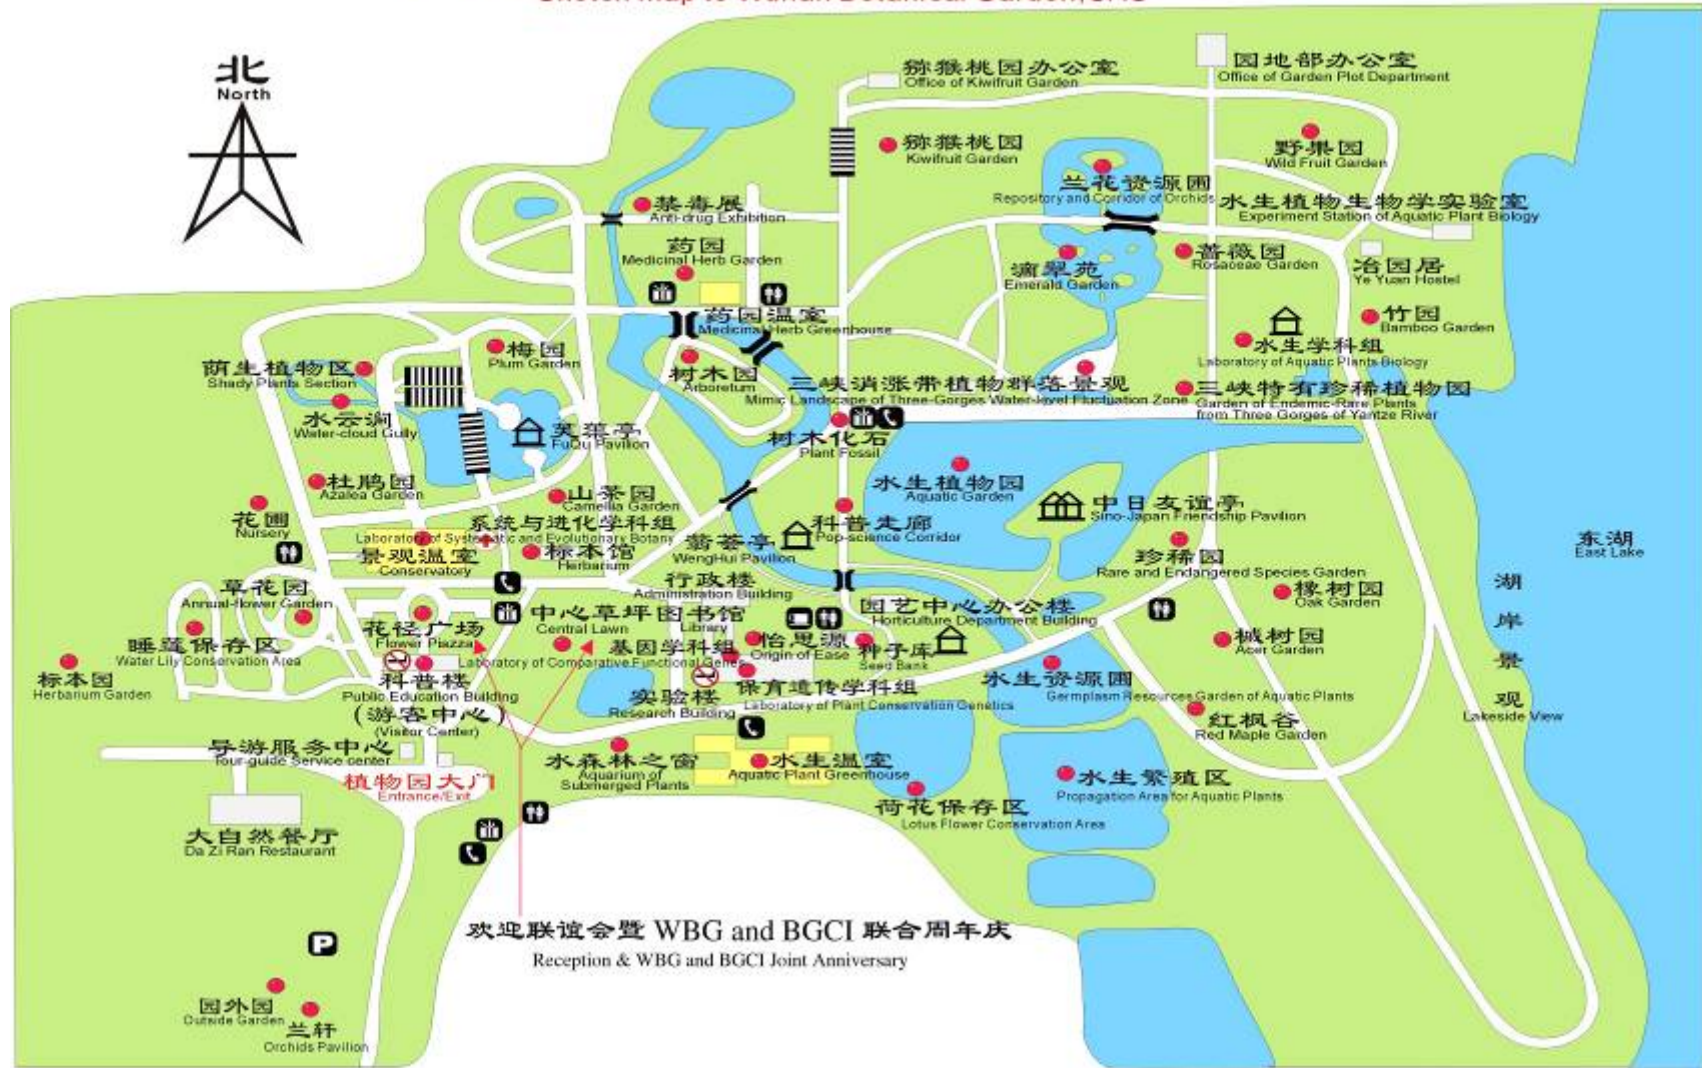 Sketch Map to Wuhan Botanical Garden,CAS
北
North
猕猴桃园办公室
Office of Kiwifruit Garden
园地部办公室
Office of Garden Plot Department
猕猴桃园
Kiwifruit Garden
野果园
Wild Fruit Garden
兰花资源圃
Repository and Corridor of Orchids
水生植物生物学实验室
Experiment Station of Aquatic Plant Biology
禁毒展
Anti-drug Exhibition
药园
Medicinal Herb Garden
滴翠苑
Emerald Garden
蔷薇园
Rosaceae Garden
冶园居
Ye Yuan Hostel
药园温室
Medicinal Herb Greenhouse
竹园
Bamboo Garden
水生学科组
Laboratory of Aquatic Plants Biology
荫生植物区
Shady Plants Section
梅园
Plum Garden
树木园
Arboretum
三峡消涨带植物群落景观
Mimic Landscape of Three-Gorges Water-level Fluctuation Zone
三峡特有珍稀植物园
Garden of Endemic-Rare Plants
from Three Gorges of Yantze River
水云涧
Water-cloud Gully
芙蕖亭
FuQu Pavilion
树木化石
Plant Fossil
杜鹃园
Azalea Garden
山茶园
Camellia Garden
水生植物园
Aquatic Garden
中日友谊亭
Sino-Japan Friendship Pavilion
花圃
Nursery
系统与进化学科组
Laboratory of Systematic and Evolutionary Botany
科普走廊
Pop-science Corridor
景观温室
Conservatory
标本馆
Herbarium
蓊荟亭
WengHui Pavilion
珍稀园
Rare and Endangered Species Garden
东湖
East Lake
草花园
Annual-flower Garden
行政楼
Administration Building
橡树园
Oak Garden
湖
岸
景
观
Lakeside View
花径广场
Flower Piazza
中心草坪
Central Lawn
图书馆
Library
园艺中心办公楼
Horticulture Department Building
睡莲保存区
Water Lily Conservation Area
基因学科组
Laboratory of Comparative Functional Genes
怡思源
Origin of Ease
种子库
Seed Bank
槭树园
Acer Garden
标本园
Herbarium Garden
科普楼
Public Education Building
(游客中心)
(Visitor Center)
实验楼
Research Building
保育遗传学科组
Laboratory of Plant Conservation Genetics
水生资源圃
Germplasm Resources Garden of Aquatic Plants
红枫谷
Red Maple Garden
导游服务中心
Tour-guide Service center
植物园大门
Entrance/Exit
水森林之窗
Aquarium of
Submerged Plants
水生温室
Aquatic Plant Greenhouse
水生繁殖区
Propagation Area for Aquatic Plants
荷花保存区
Lotus Flower Conservation Area
大自然餐厅
Da Zi Ran Restaurant
欢迎联谊会暨 WBG and BGCI 联合周年庆
Reception & WBG and BGCI Joint Anniversary
P
园外园
Outside Garden
兰轩
Orchids Pavilion